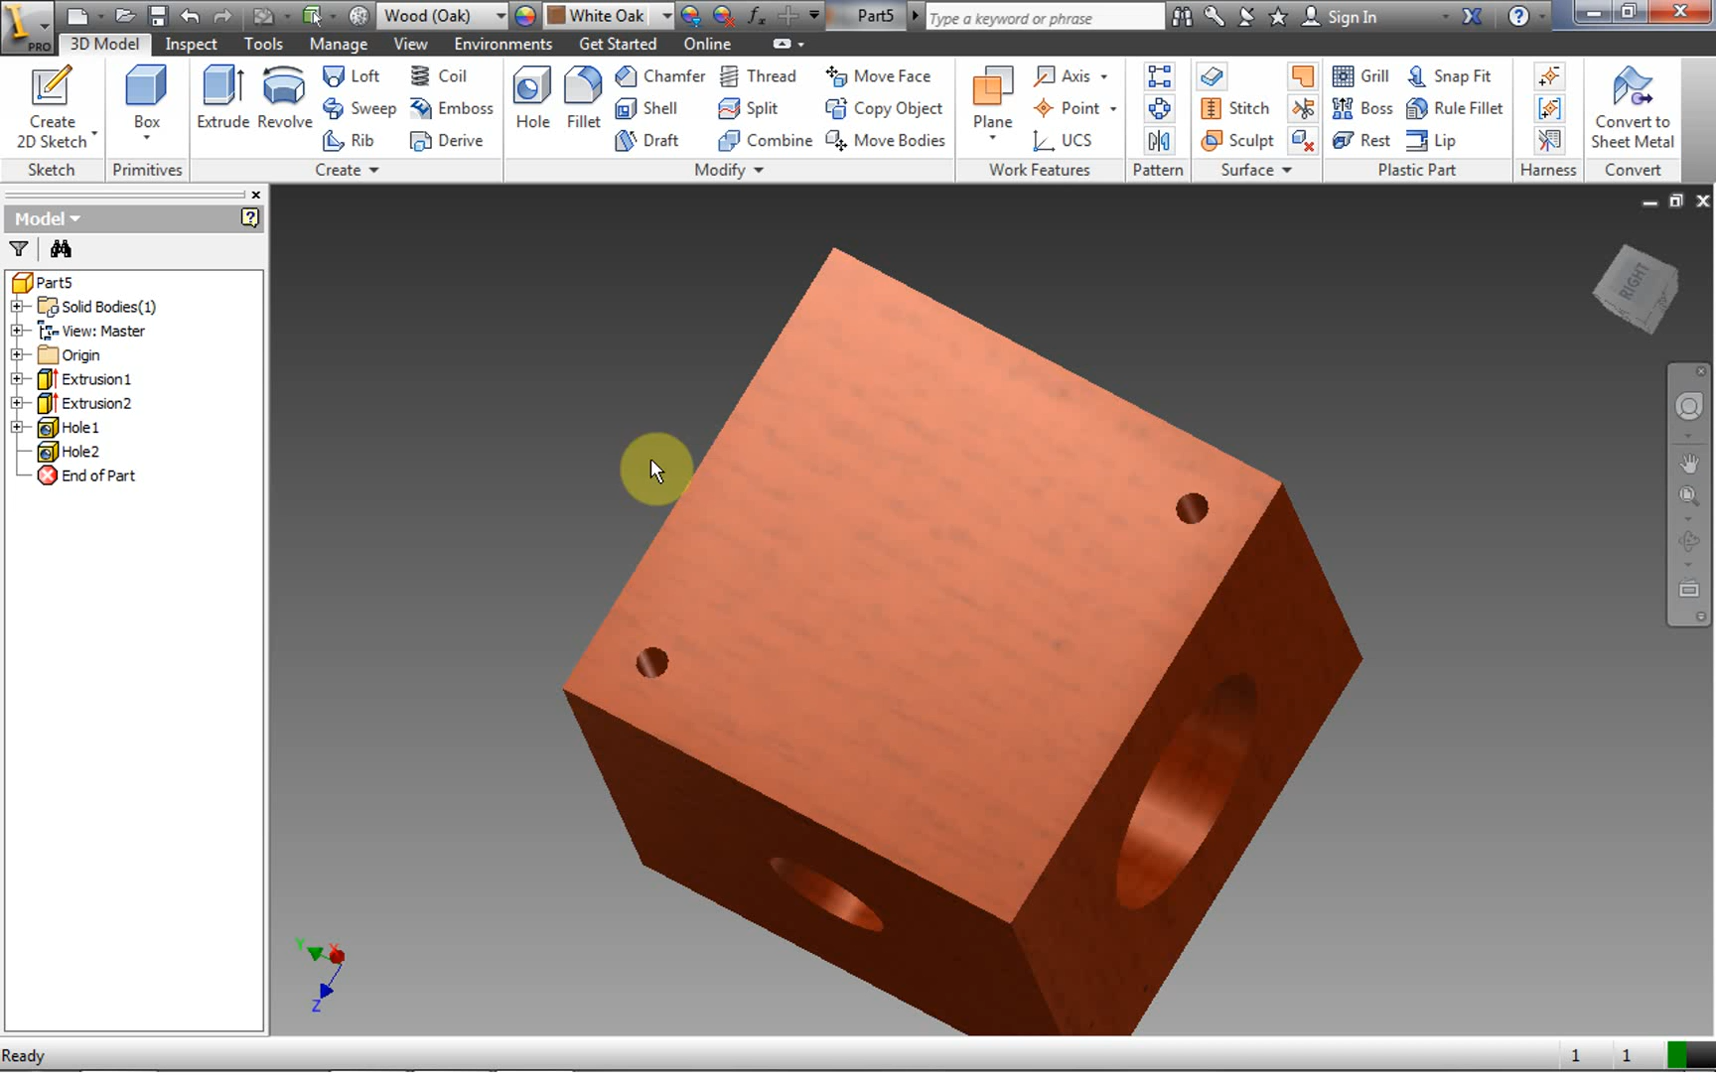 PRO
Wood (Oak)
White Oak
fx
Part5
Type a keyword or phrase
Sign In
3D Model
Inspect
Tools
Manage
View
Environments
Get Started
Online
Create
2D Sketch
Box
Extrude
Revolve
Loft
Sweep
Rib
Coil
Emboss
Derive
Hole
Fillet
Chamfer
Shell
Draft
Thread
Split
Combine
Move Face
Copy Object
Move Bodies
Plane
Axis
Point
UCS
Stitch
Sculpt
Grill
Boss
Rest
Snap Fit
Rule Fillet
Lip
Convert to
Sheet Metal
Sketch
Primitives
Create
Modify
Work Features
Pattern
Surface
Plastic Part
Harness
Convert
Model
Part5
Solid Bodies(1)
View: Master
Origin
Extrusion1
Extrusion2
Hole1
Hole2
End of Part
RIGHT
Y
X
Z
Ready
1
1